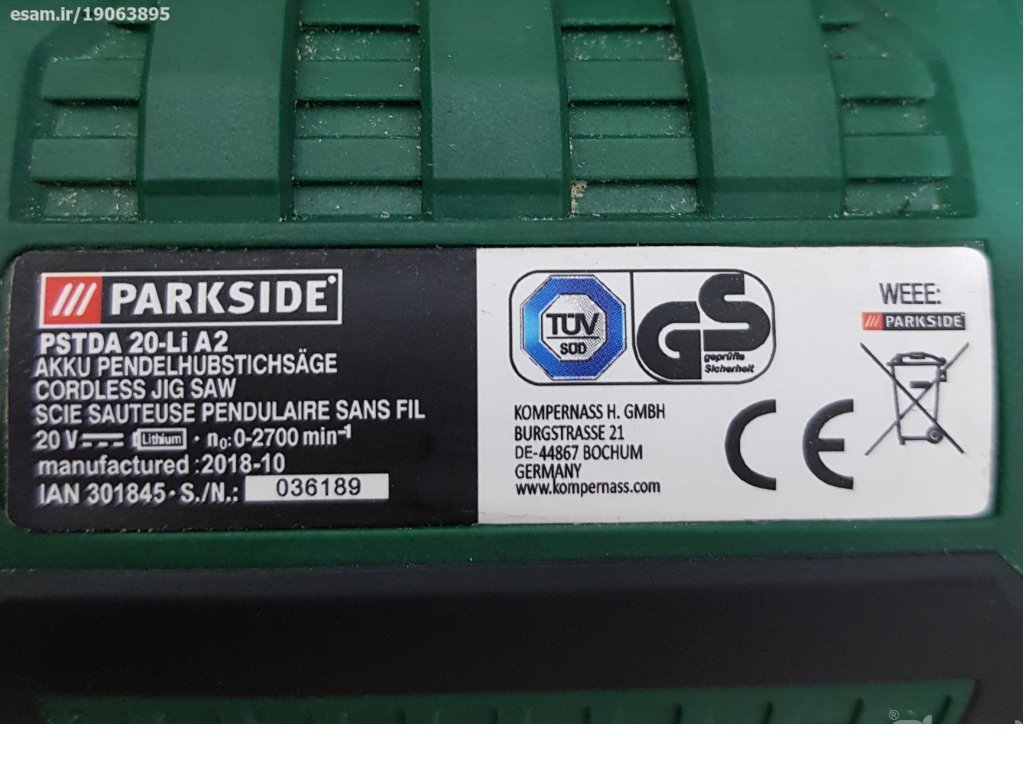 esam.ir/19063895
PARKSIDE®
PSTDA 20-Li A2
AKKU PENDELHUBSTICHSÄGE
CORDLESS JIG SAW
SCIE SAUTEUSE PENDULAIRE SANS FIL
20 V ⎓ Lithium · n₀: 0-2700 min⁻¹
manufactured :2018-10
IAN 301845 · S./N.: 036189
TÜV
SÜD
GS
geprüfte
Sicherheit
KOMPERNASS H. GMBH
BURGSTRASSE 21
DE-44867 BOCHUM
GERMANY
www.kompernass.com
CE
WEEE:
PARKSIDE®